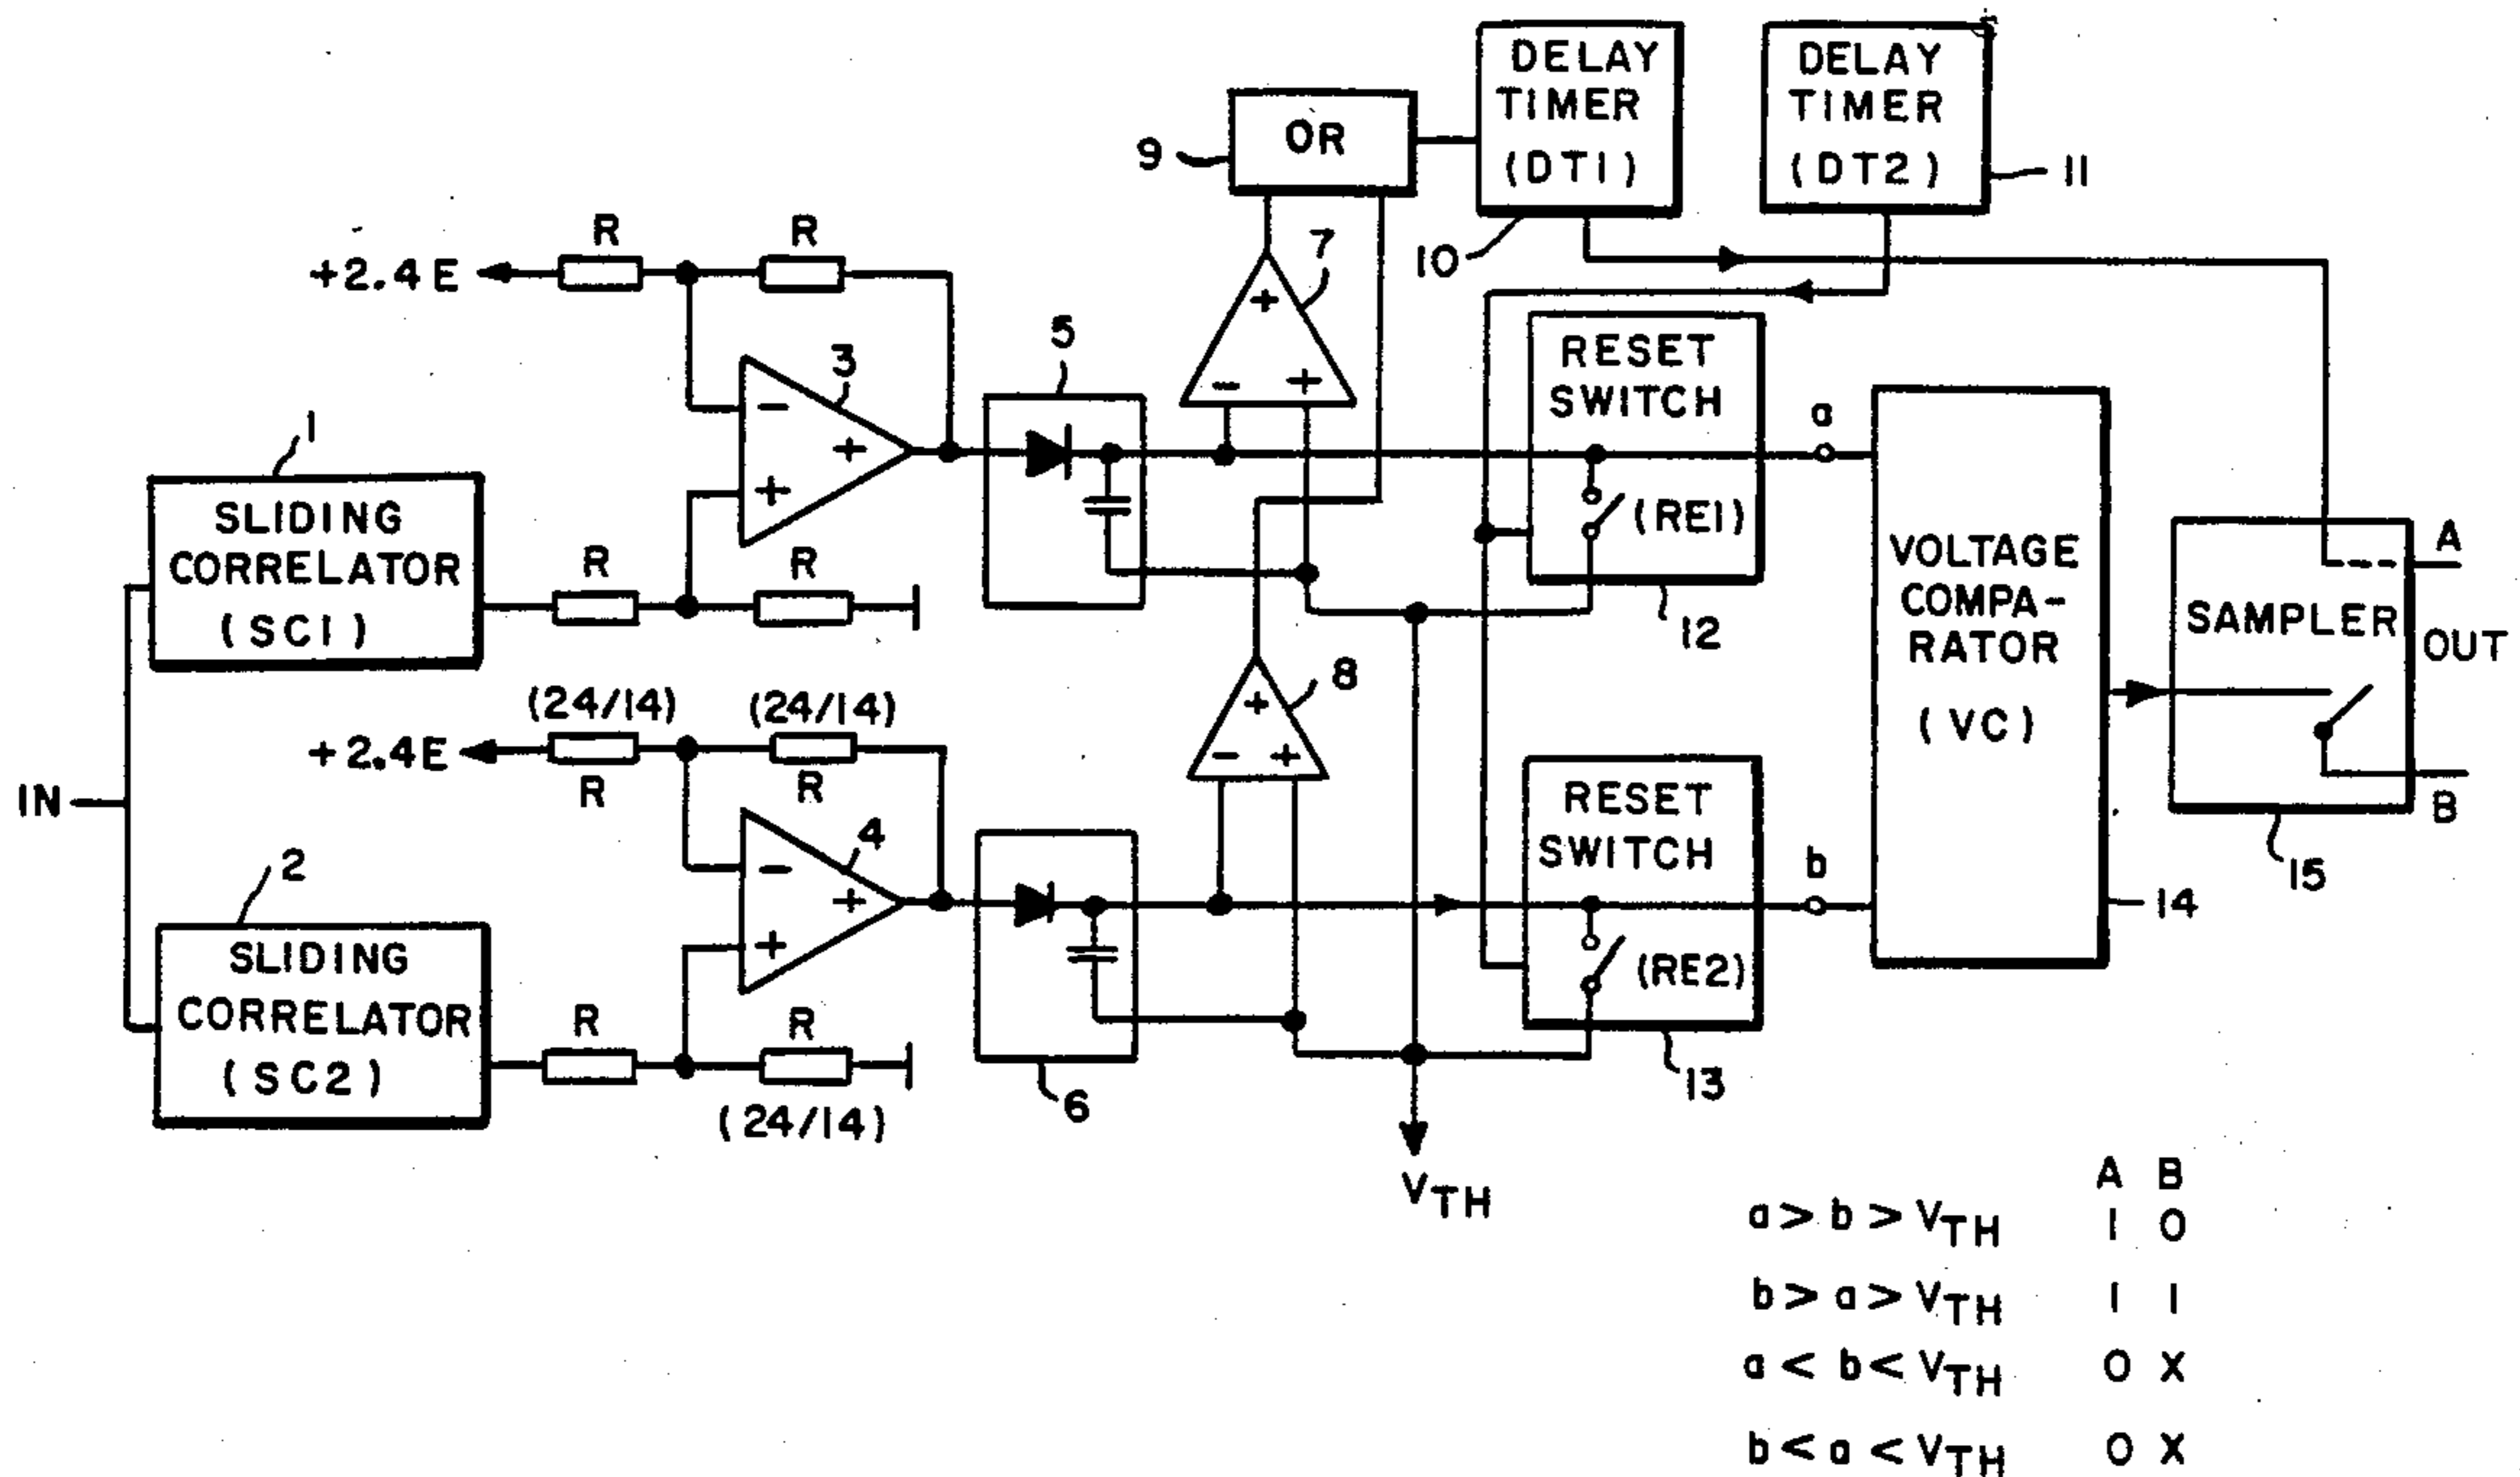 OR
9
DELAY
TIMER
(DT1)
10
DELAY
TIMER
(DT2)
11
+2.4 E
R
R
-
+
+
3
1
SLIDING
CORRELATOR
(SC1)
R
R
5
7
+
-
+
RESET
SWITCH
(RE1)
12
a
VOLTAGE
COMPA-
RATOR
(VC)
14
SAMPLER
A
OUT
B
15
IN
(24/14)
(24/14)
+2.4E
R
R
-
+
+
4
2
SLIDING
CORRELATOR
(SC2)
R
R
(24/14)
6
8
+
-
+
RESET
SWITCH
(RE2)
13
b
VTH
A B
a > b > VTH 1 0
b > a > VTH 1 1
a < b < VTH 0 X
b < a < VTH 0 X